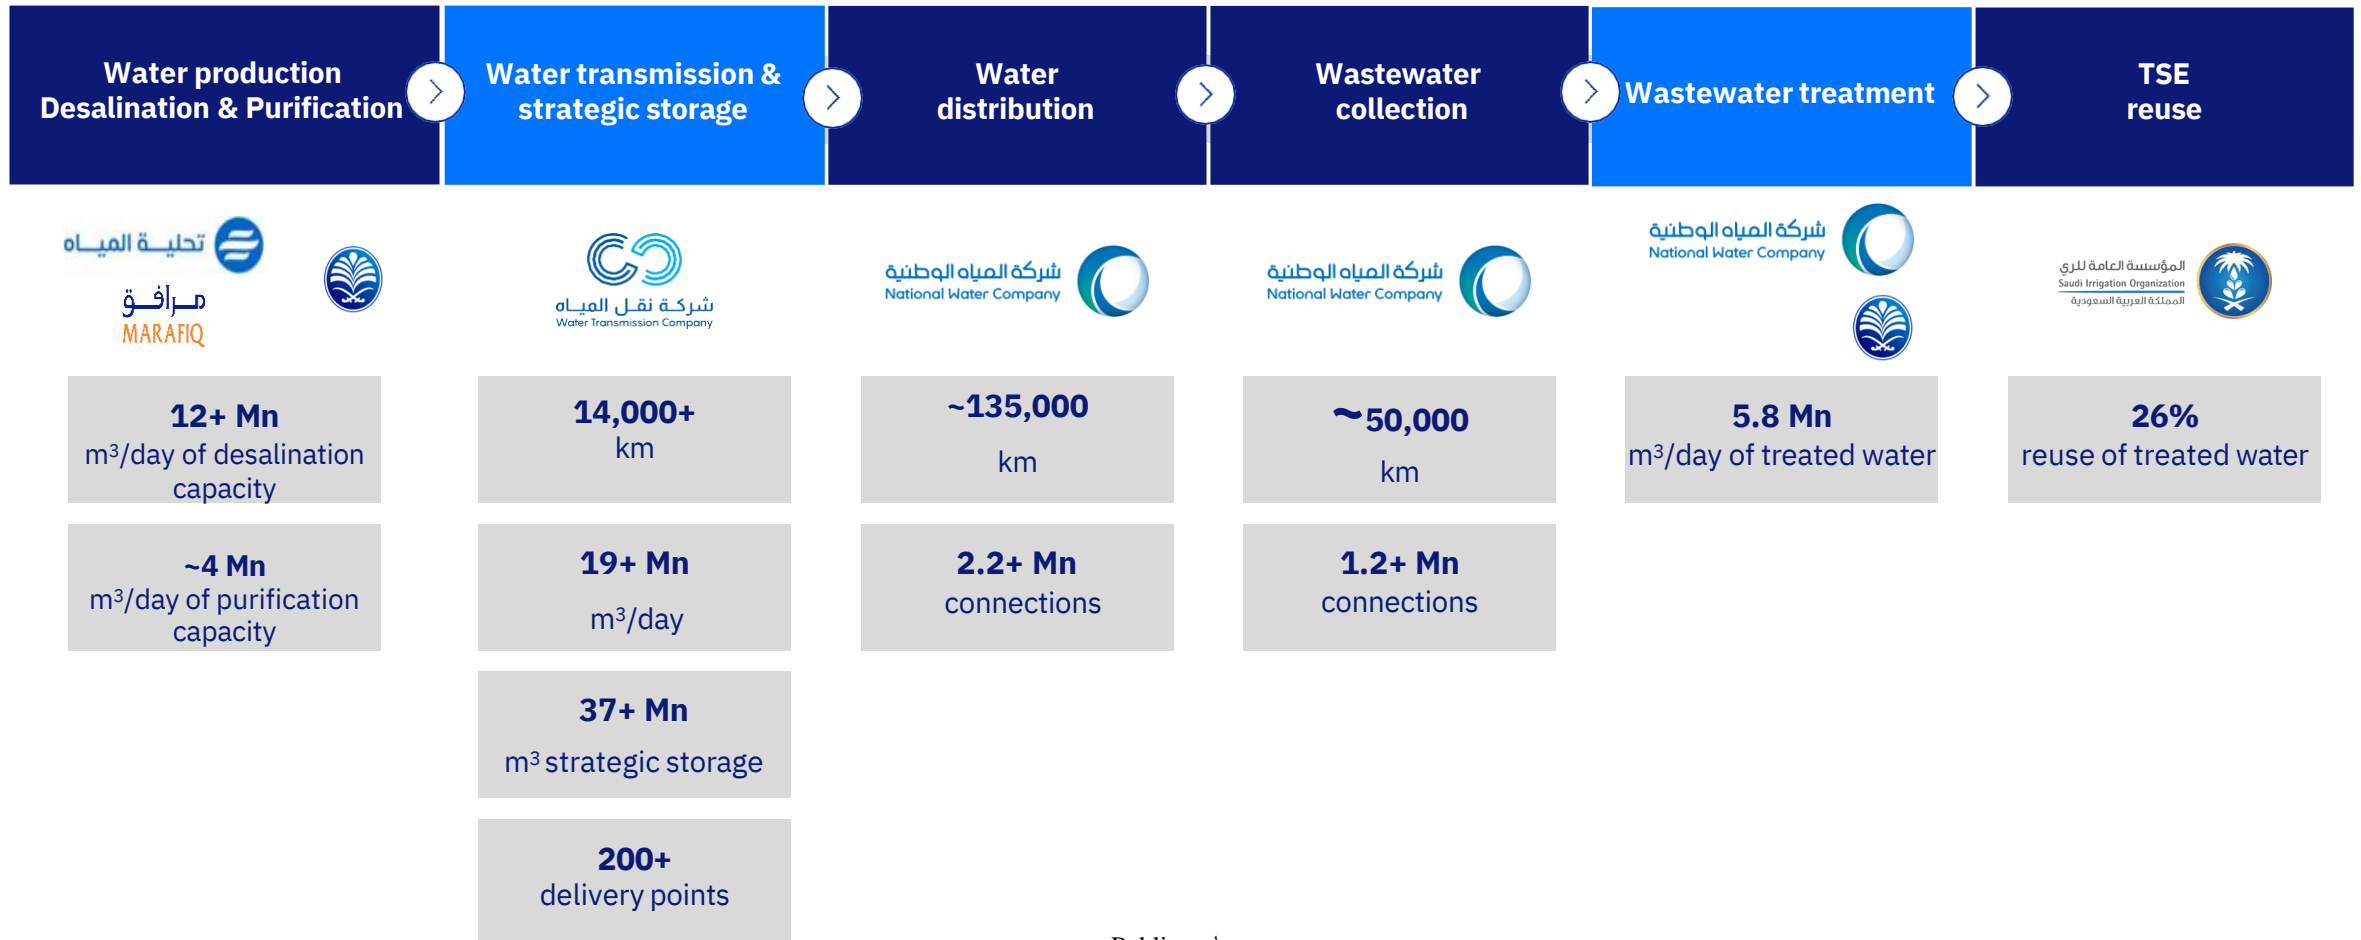 Water production
Desalination & Purification
Water transmission &
strategic storage
Water
distribution
Wastewater
collection
Wastewater treatment
TSE
reuse
تحلية المياه
مرافق
MARAFIQ
شركة نقل المياه
Water Transmission Company
شركة المياه الوطنية
National Water Company
شركة المياه الوطنية
National Water Company
شركة المياه الوطنية
National Water Company
المؤسسة العامة للري
Saudi Irrigation Organization
المملكة العربية السعودية
12+ Mn
m³/day of desalination
capacity
~4 Mn
m³/day of purification
capacity
14,000+
km
19+ Mn
m³/day
37+ Mn
m³ strategic storage
200+
delivery points
~135,000
km
2.2+ Mn
connections
~50,000
km
1.2+ Mn
connections
5.8 Mn
m³/day of treated water
26%
reuse of treated water